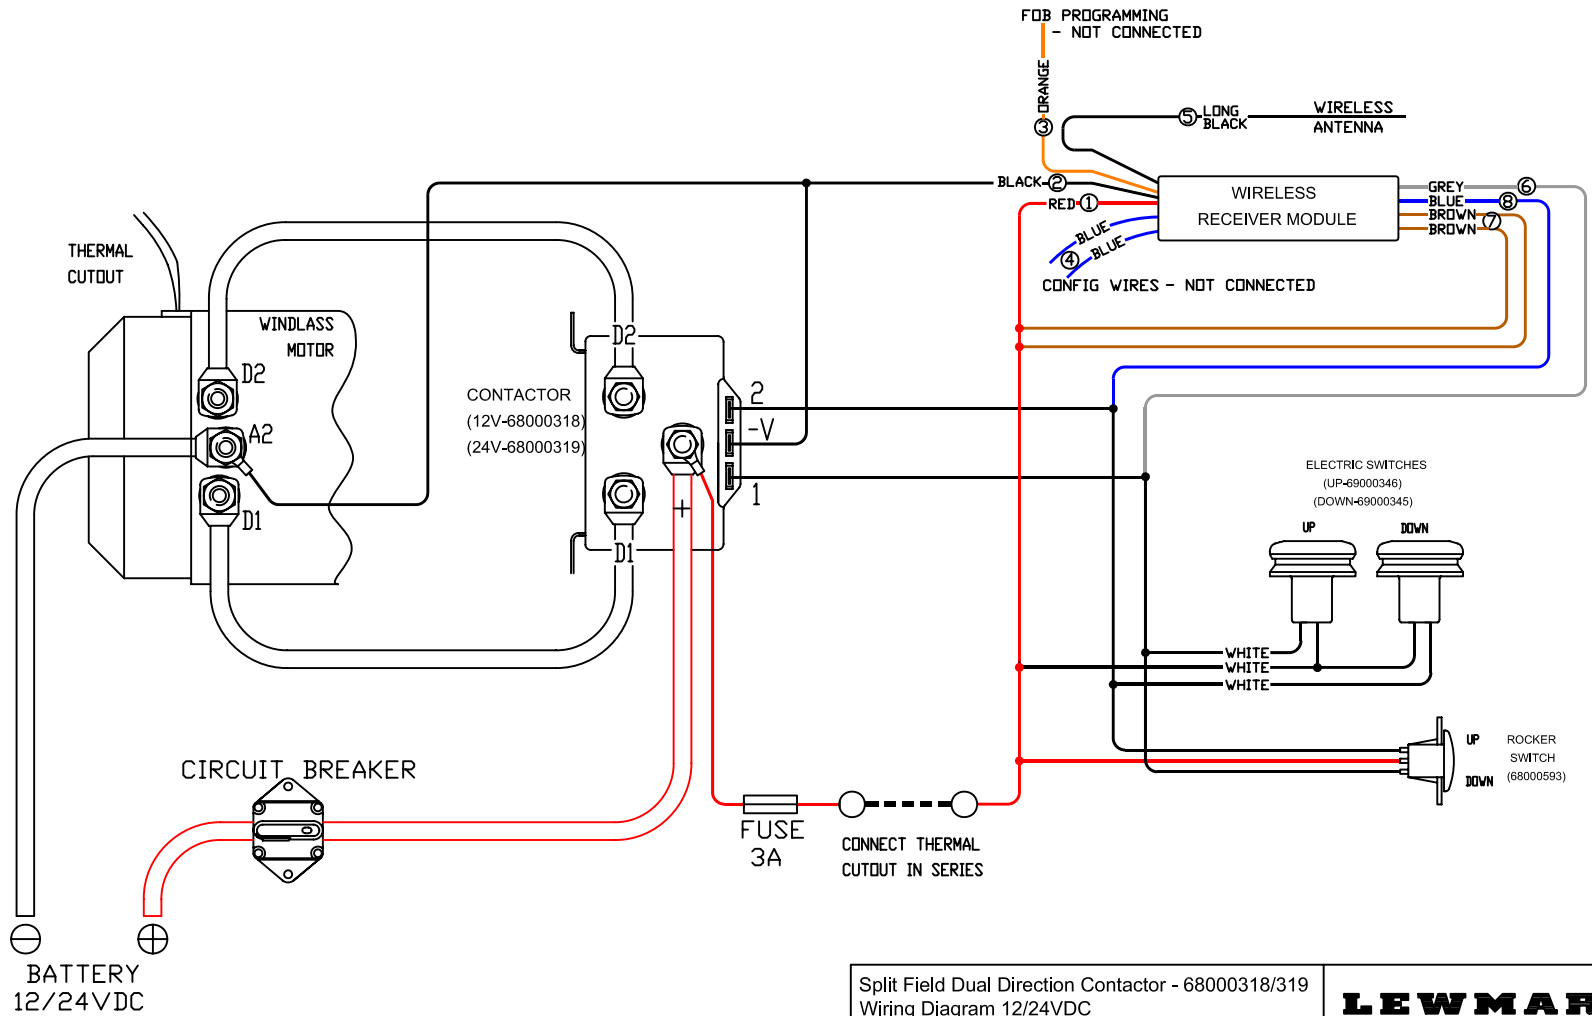 FOB PROGRAMMING
- NOT CONNECTED
ORANGE
3
5
LONG
BLACK
WIRELESS
ANTENNA
BLACK
2
RED
1
WIRELESS
RECEIVER MODULE
GREY
6
BLUE
8
BROWN
7
BROWN
BLUE
4
BLUE
CONFIG WIRES - NOT CONNECTED
THERMAL
CUTOUT
WINDLASS
MOTOR
D2
A2
D1
D2
CONTACTOR
(12V-68000318)
(24V-68000319)
2
-V
1
+
D1
ELECTRIC SWITCHES
(UP-69000346)
(DOWN-69000345)
UP
DOWN
WHITE
WHITE
WHITE
UP
DOWN
ROCKER
SWITCH
(68000593)
CIRCUIT BREAKER
FUSE
3A
CONNECT THERMAL
CUTOUT IN SERIES
BATTERY
12/24VDC
Split Field Dual Direction Contactor - 68000318/319
Wiring Diagram 12/24VDC
LEWMAR